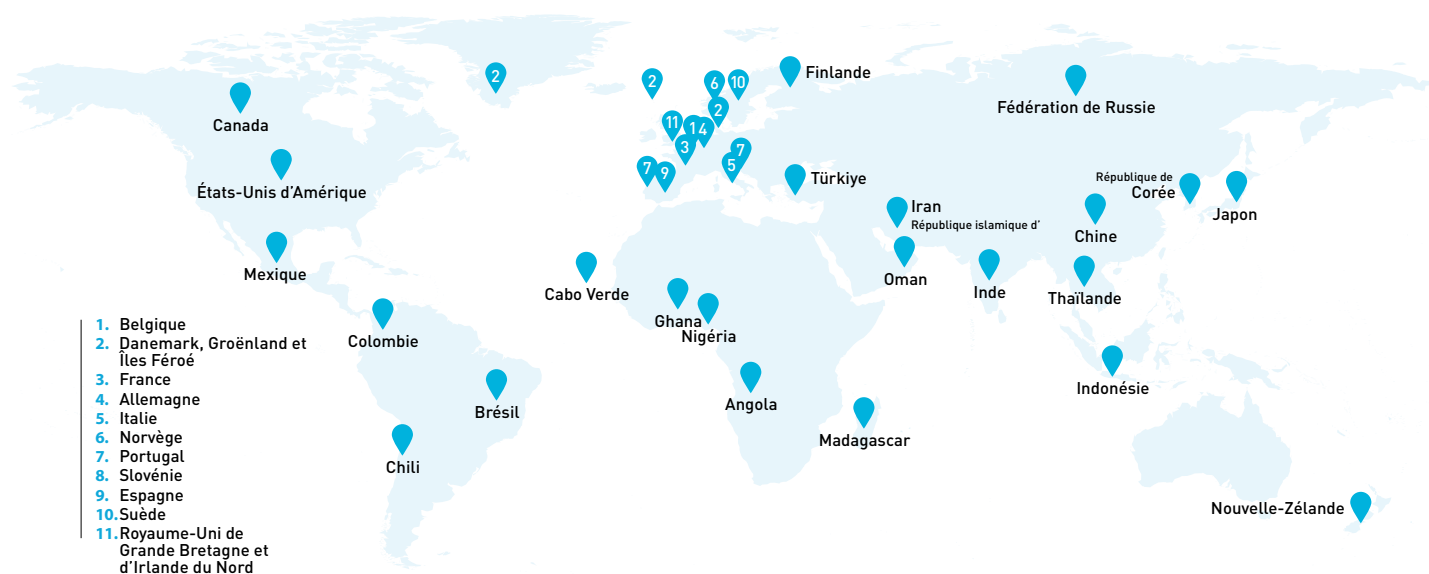 2
2
6
10
Finlande
Fédération de Russie
Canada
2
11
1
4
3
7
5
7
9
États-Unis d'Amérique
Türkiye
République de
Corée
Japon
Iran
République islamique d'
Chine
Mexique
Cabo Verde
Oman
Inde
Thaïlande
Ghana
Nigéria
Colombie
Indonésie
Brésil
Angola
Madagascar
Chili
Nouvelle-Zélande
1. Belgique
2. Danemark, Groënland et
Îles Féroé
3. France
4. Allemagne
5. Italie
6. Norvège
7. Portugal
8. Slovénie
9. Espagne
10. Suède
11. Royaume-Uni de
Grande Bretagne et
d'Irlande du Nord